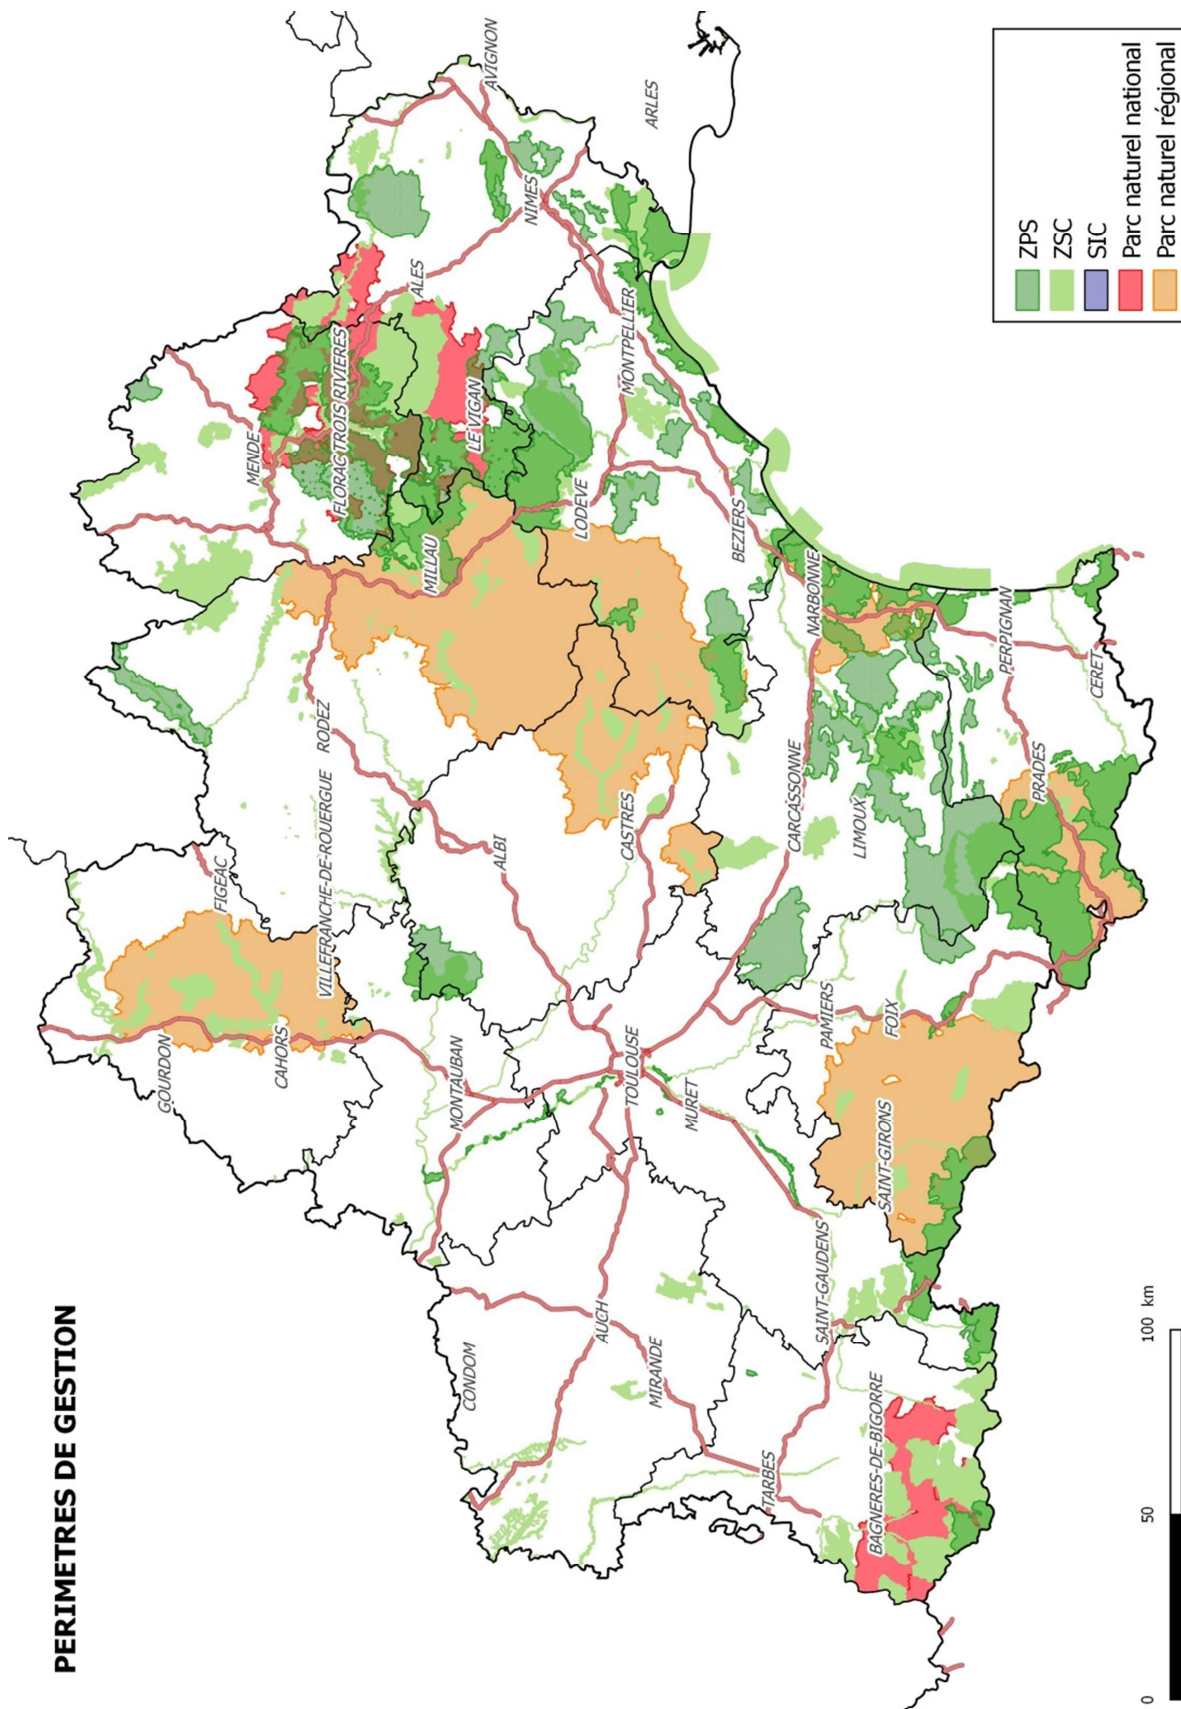 PERIMETRES DE GESTION
GOURDON
FIGEAC
CAHORS
VILLEFRANCHE-DE-ROUERGUE
RODEZ
MENDE
FLORAC TROIS RIVIERES
ALES
AVIGNON
MILLAU
LE VIGAN
NIMES
ARLES
MONTAUBAN
ALBI
CONDOM
LODEVE
MONTPELLIER
AUCH
TOULOUSE
CASTRES
MIRANDE
MURET
BEZIERS
TARBES
SAINT-GAUDENS
PAMIERS
CARCASSONNE
NARBONNE
BAGNERES-DE-BIGORRE
SAINT-GIRONS
FOIX
LIMOUX
PERPIGNAN
PRADES
CERET
ZPS
ZSC
SIC
Parc naturel national
Parc naturel régional
0 50 100 km